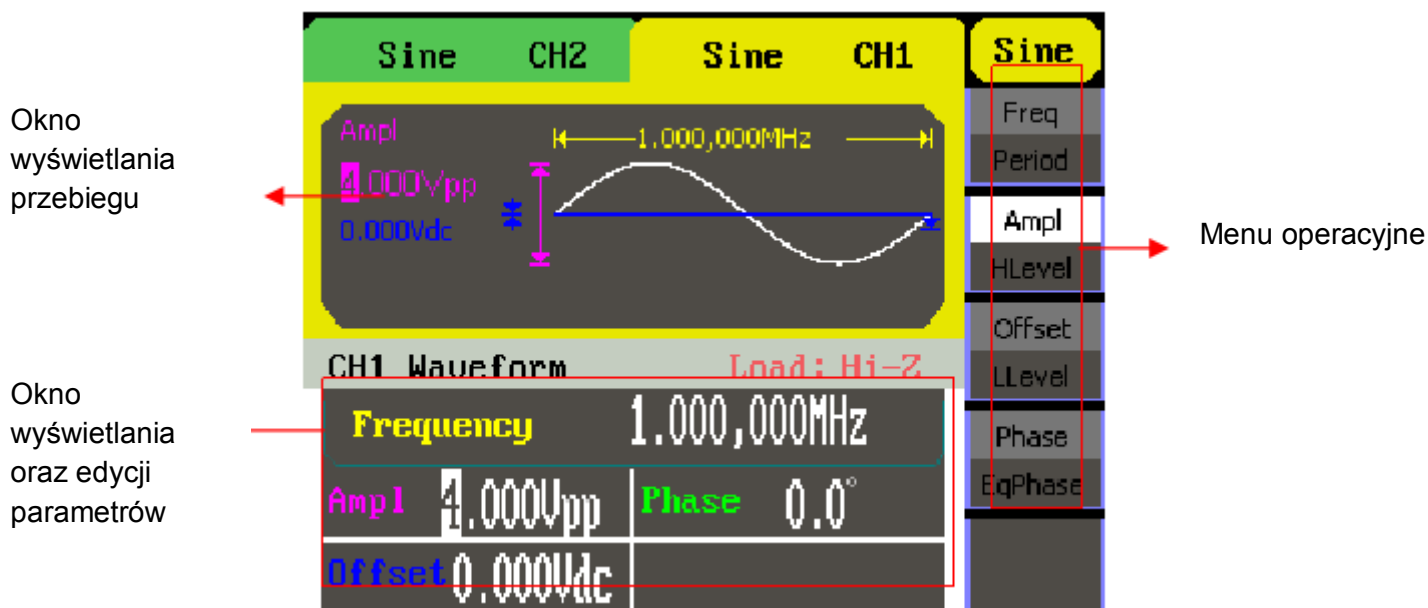 Sine CH2 Sine CH1 Sine
Okno
wyświetlania
przebiegu
Ampl
4.000Vpp
0.000Vdc
1.000,000MHz
Freq
Period
Ampl
HLevel
Offset
LLevel
Phase
EqPhase
Menu operacyjne
CH1 Waveform Load: Hi-Z
Okno
wyświetlania
oraz edycji
parametrów
Frequency 1.000,000MHz
Ampl 4.000Vpp Phase 0.0°
Offset 0.000Vdc